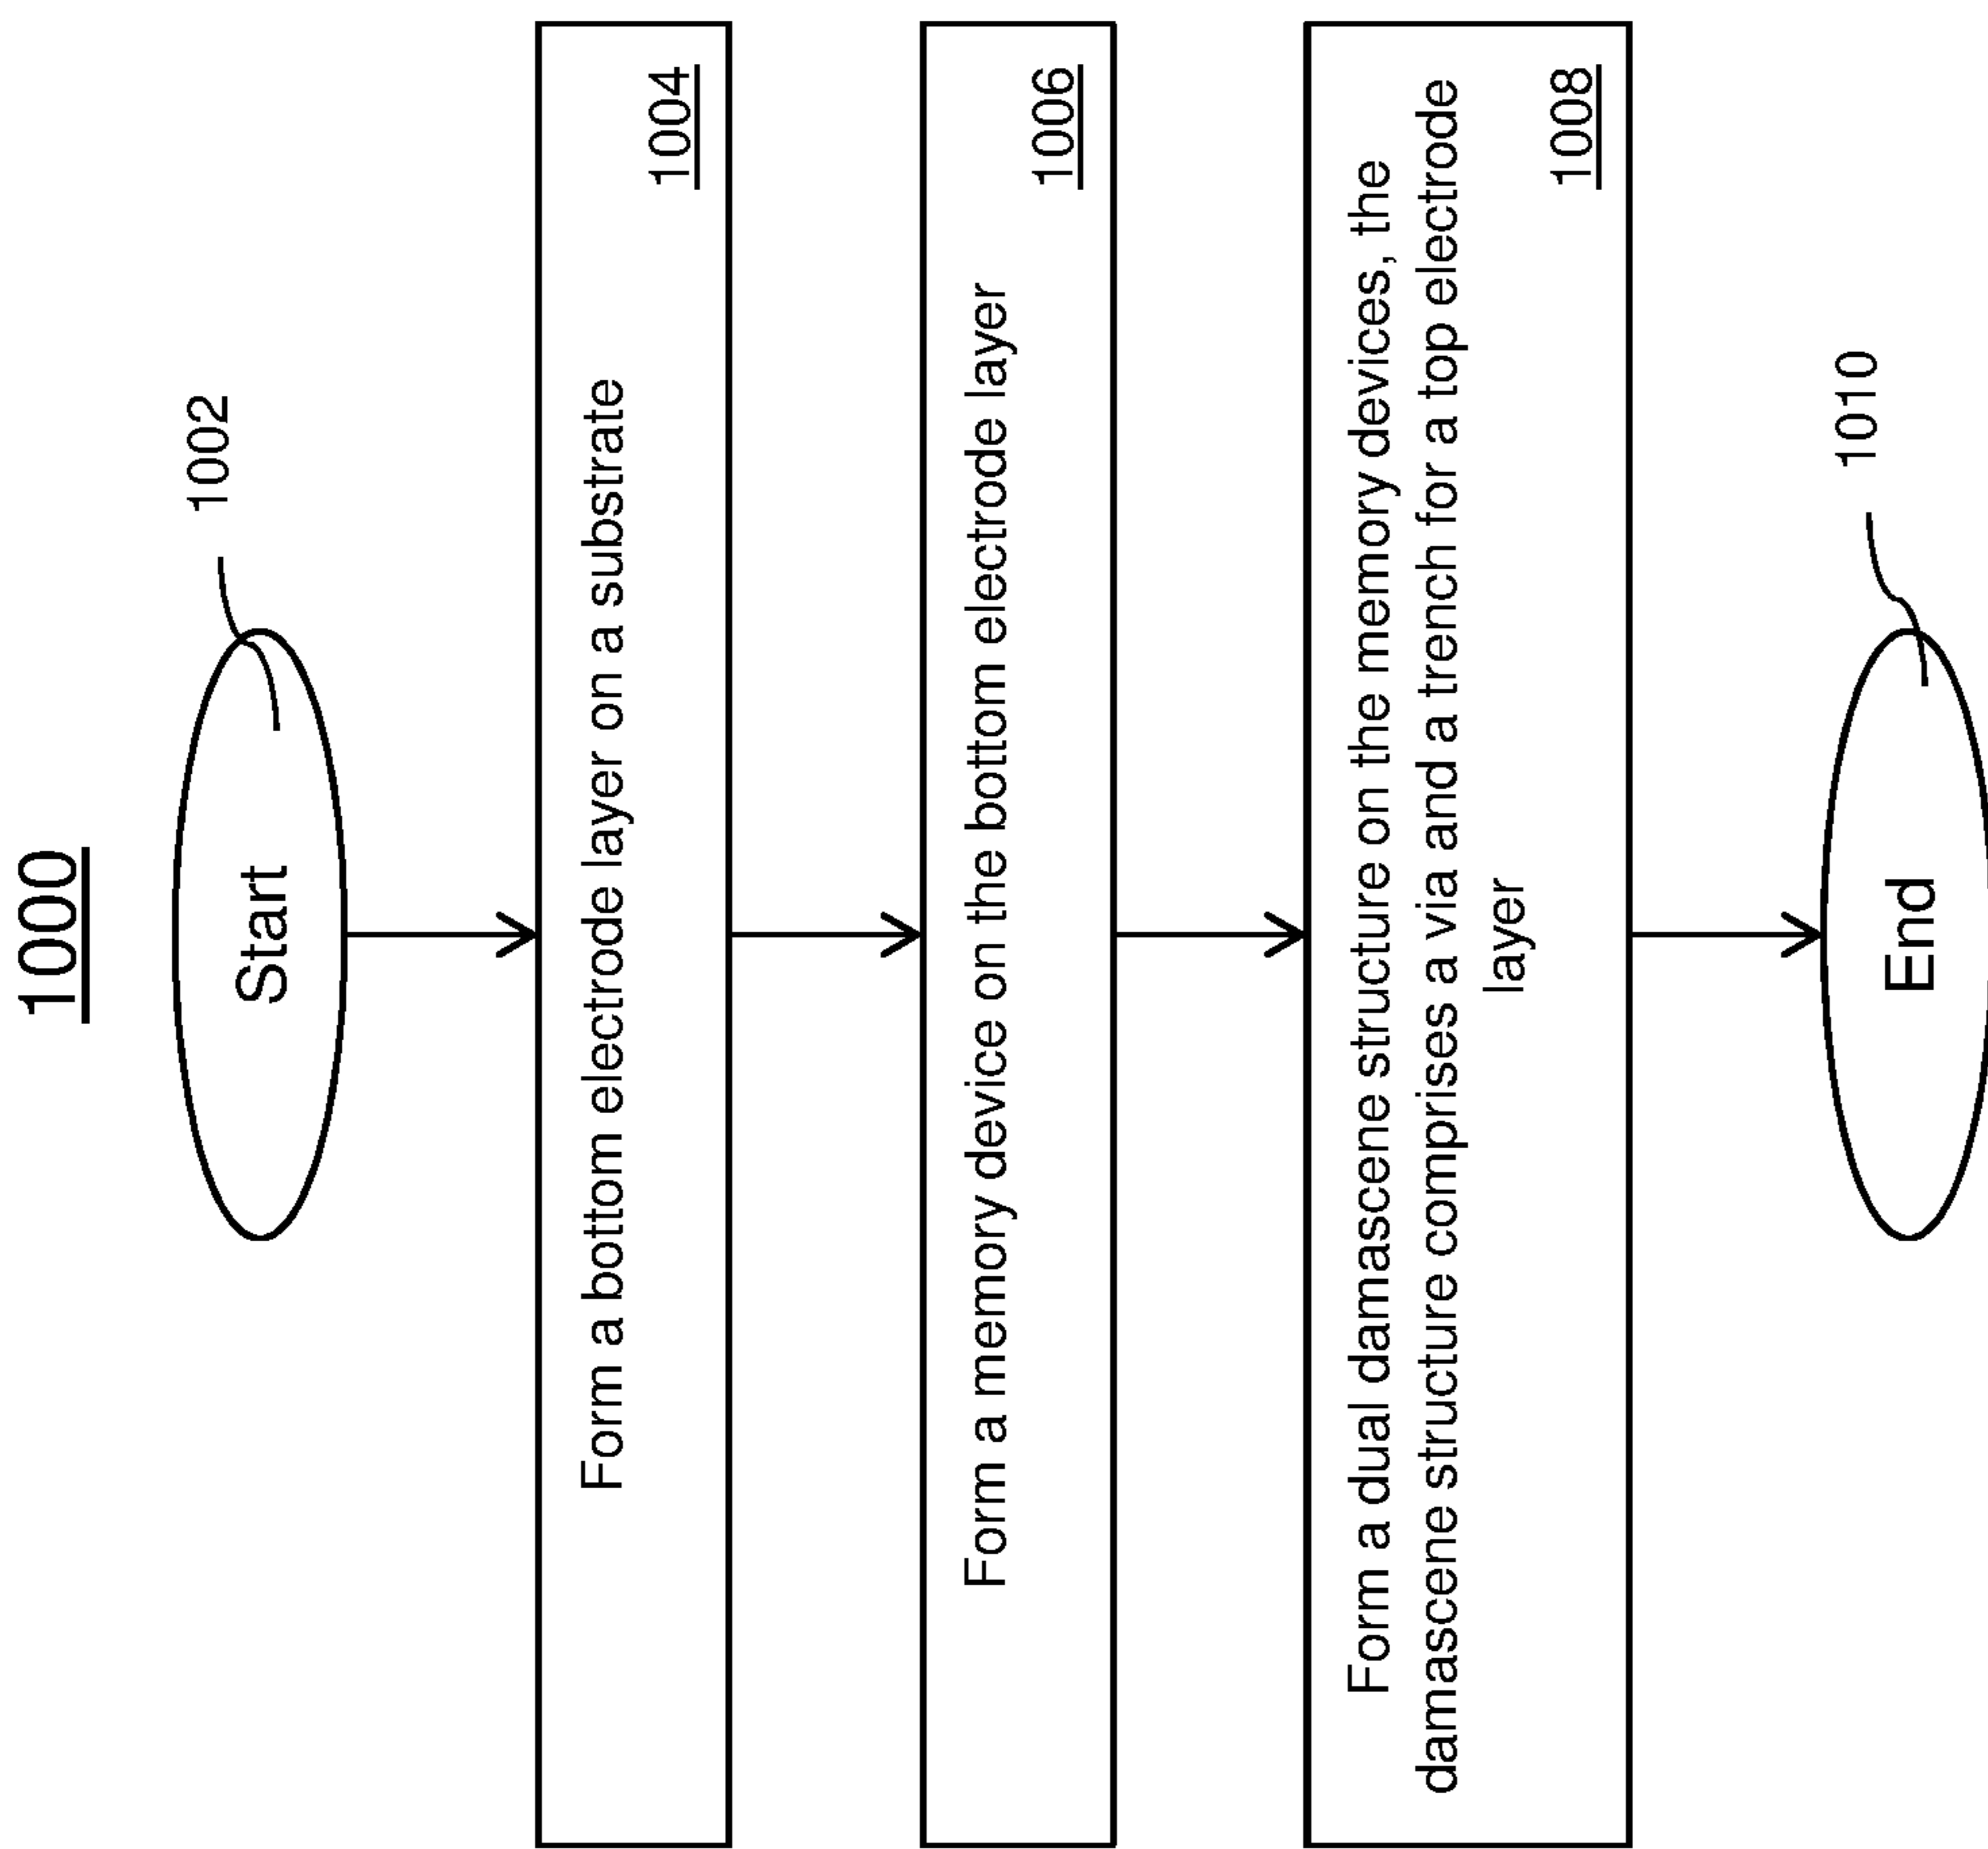 1000
Start
1002
Form a bottom electrode layer on a substrate
1004
Form a memory device on the bottom electrode layer
1006
Form a dual damascene structure on the memory devices, the
damascene structure comprises a via and a trench for a top electrode
layer
1008
End
1010